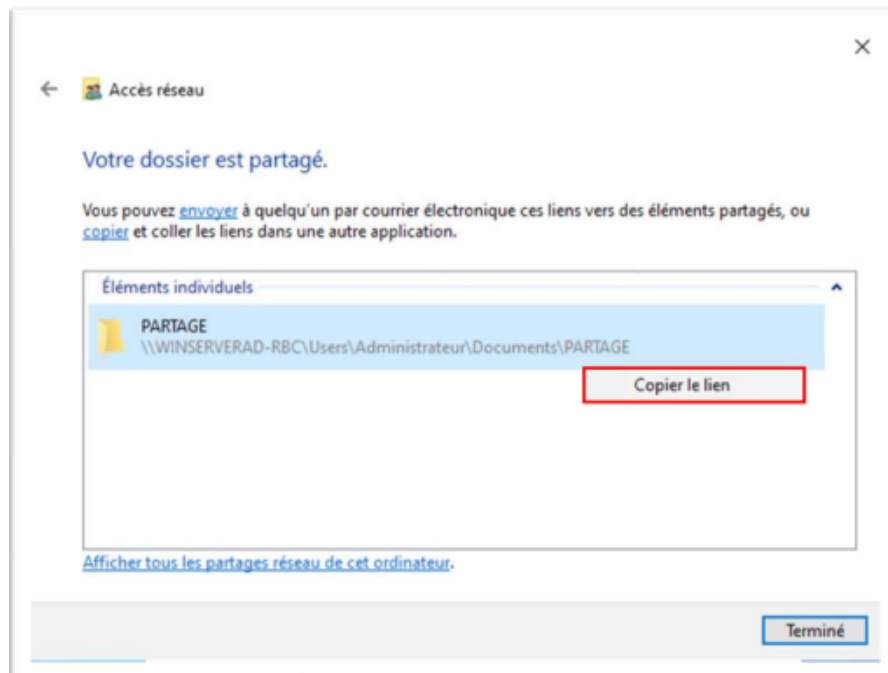 Accès réseau
Votre dossier est partagé.
Vous pouvez envoyer à quelqu'un par courrier électronique ces liens vers des éléments partagés, ou
copier et coller les liens dans une autre application.
Éléments individuels
PARTAGE
\\WINSERVERAD-RBC\Users\Administrateur\Documents\PARTAGE
Copier le lien
Afficher tous les partages réseau de cet ordinateur.
Terminé